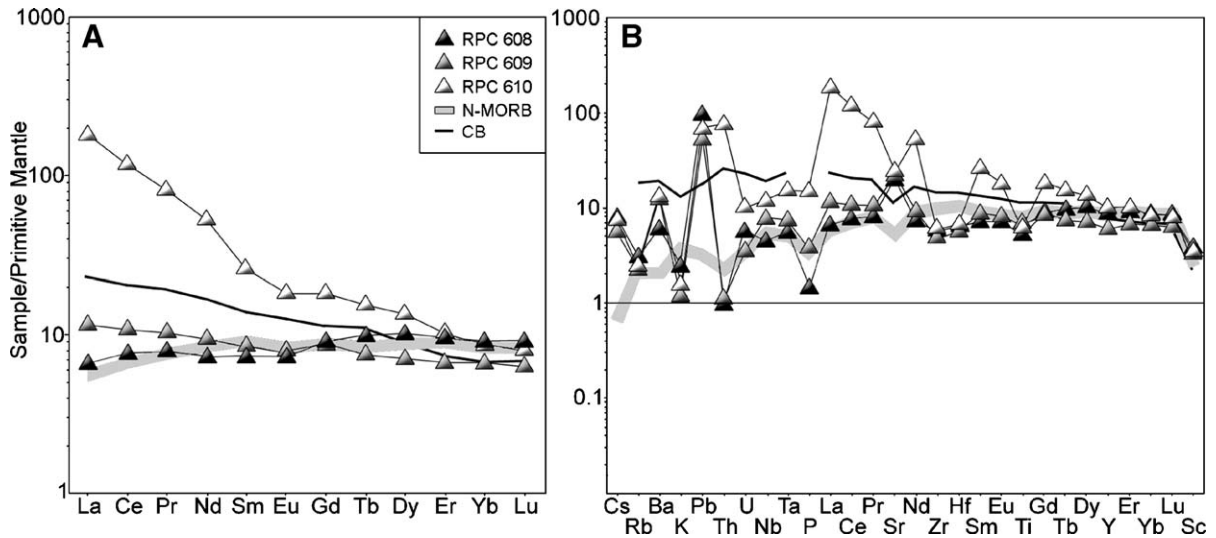 A
B
RPC 608
RPC 609
RPC 610
N-MORB
CB
Sample/Primitive Mantle
1000
100
10
1
La Ce Pr Nd Sm Eu Gd Tb Dy Er Yb Lu
1000
100
10
1
0.1
Cs Ba Pb U Ta La Pr Nd Hf Eu Gd Dy Er Lu
Rb K Th Nb P Ce Sr Zr Sm Ti Tb Y Yb Sc